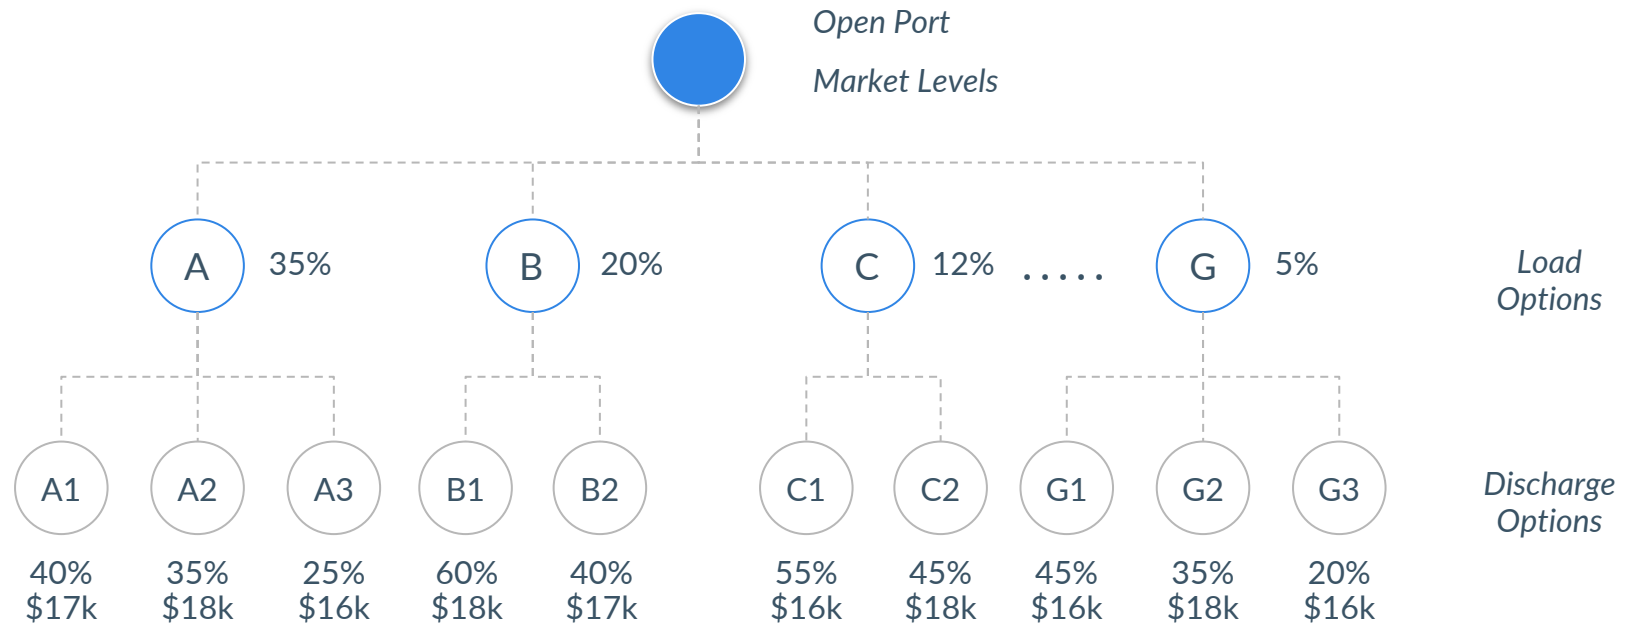 Open Port
Market Levels
A 35% B 20% C 12% ..... G 5%
Load
Options
A1 A2 A3 B1 B2 C1 C2 G1 G2 G3
Discharge
Options
40% 35% 25% 60% 40% 55% 45% 45% 35% 20%
$17k $18k $16k $18k $17k $16k $18k $16k $18k $16k